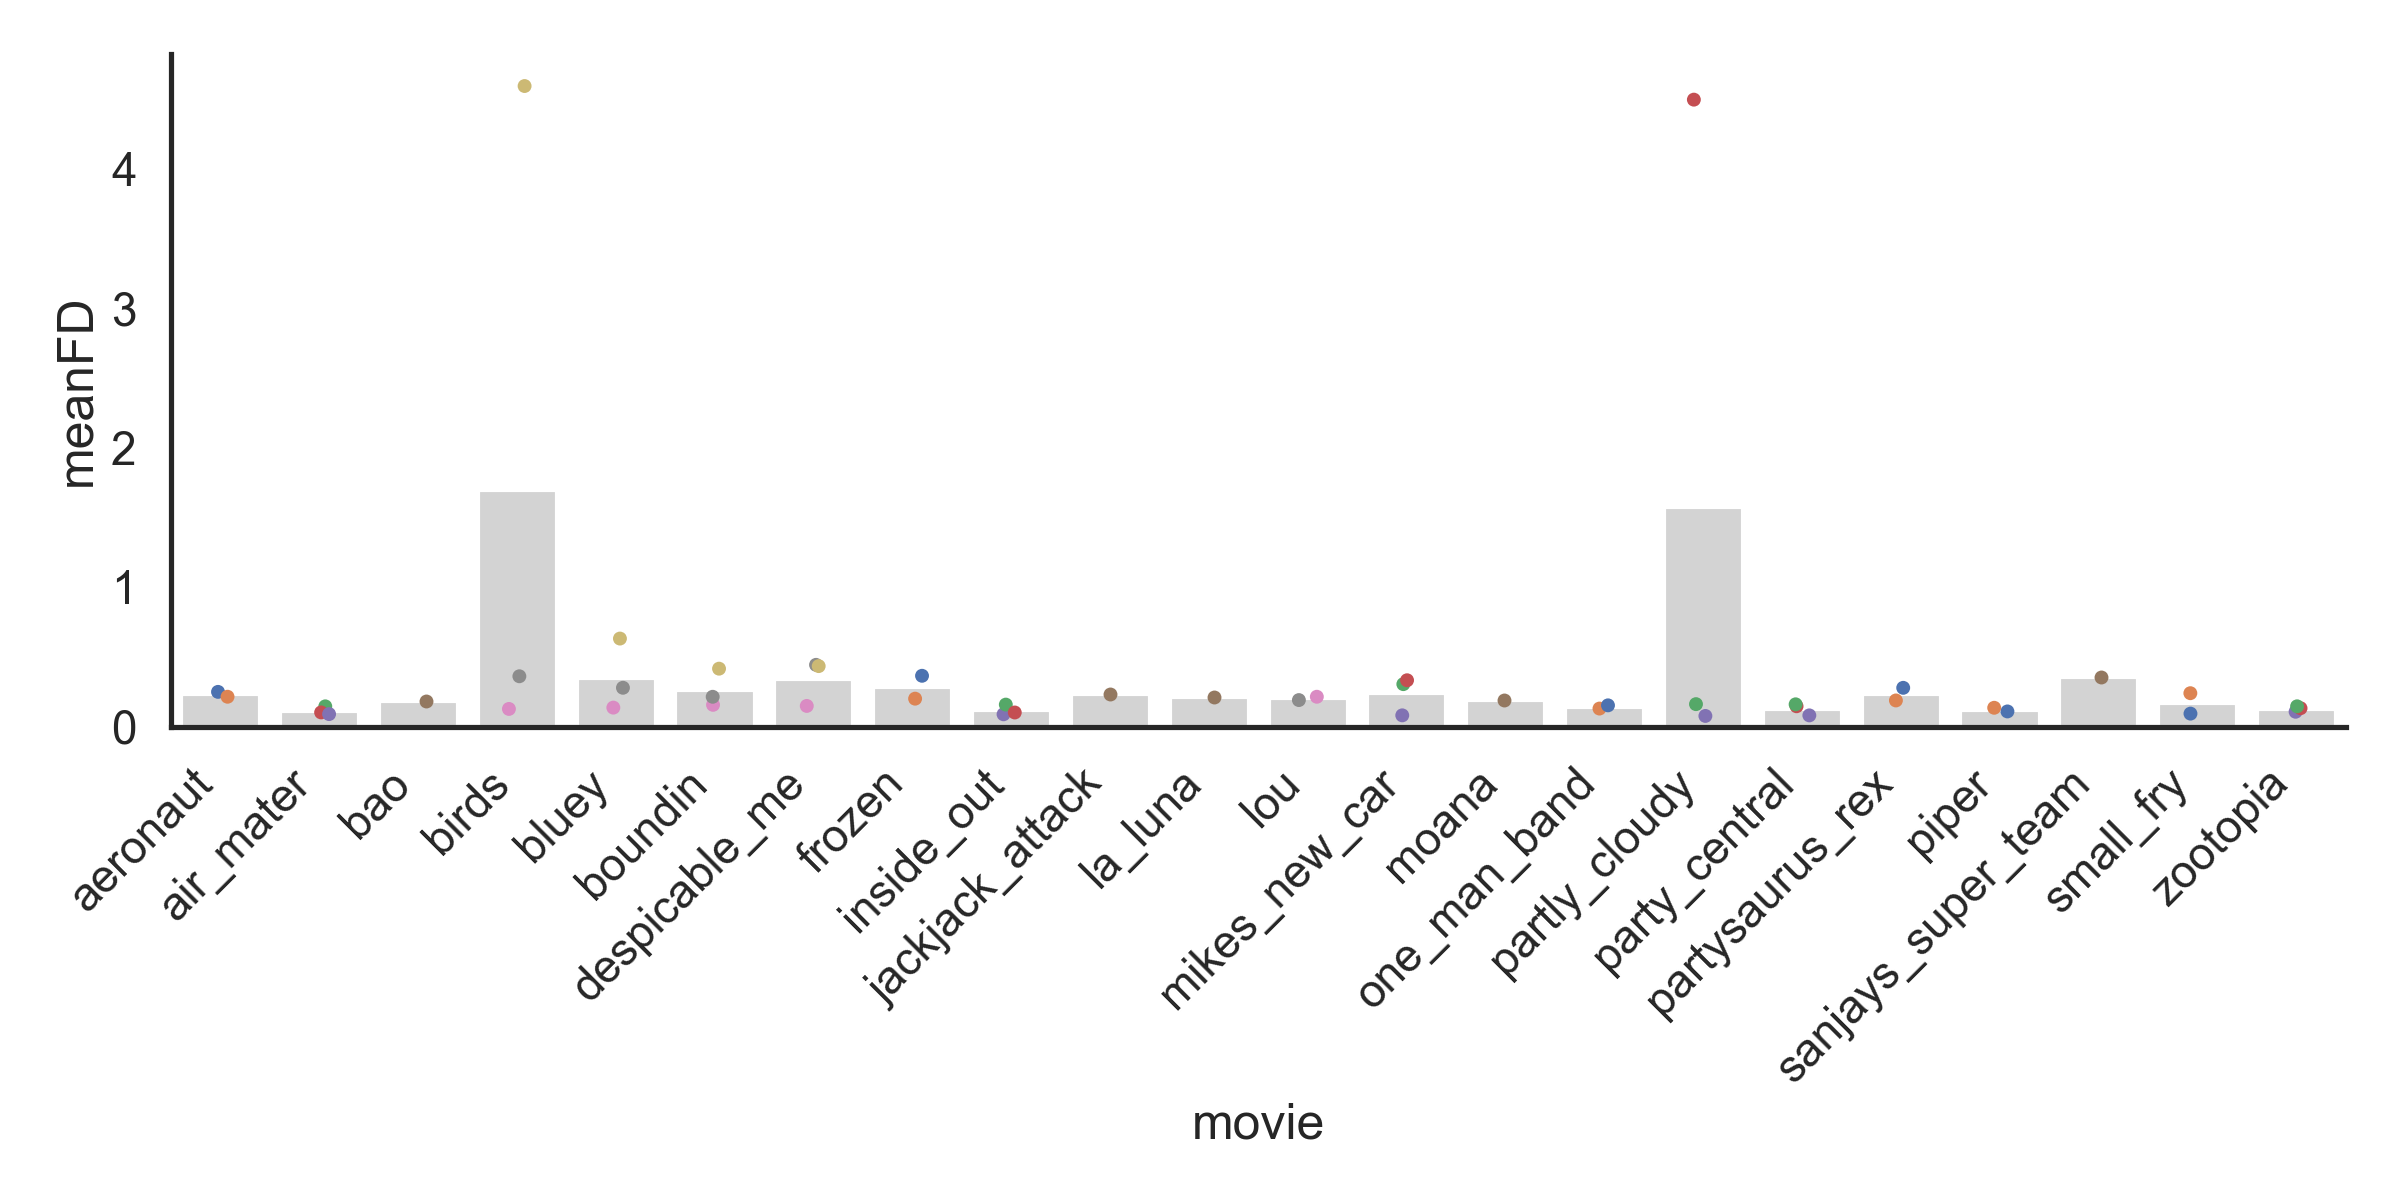 meanFD
4
3
2
1
0
aeronaut
air_mater
bao
birds
bluey
boundin
despicable_me
frozen
inside_out
jackjack_attack
la_luna
lou
mikes_new_car
moana
one_man_band
partly_cloudy
party_central
partysaurus_rex
piper
sanjays_super_team
small_fry
zootopia
movie